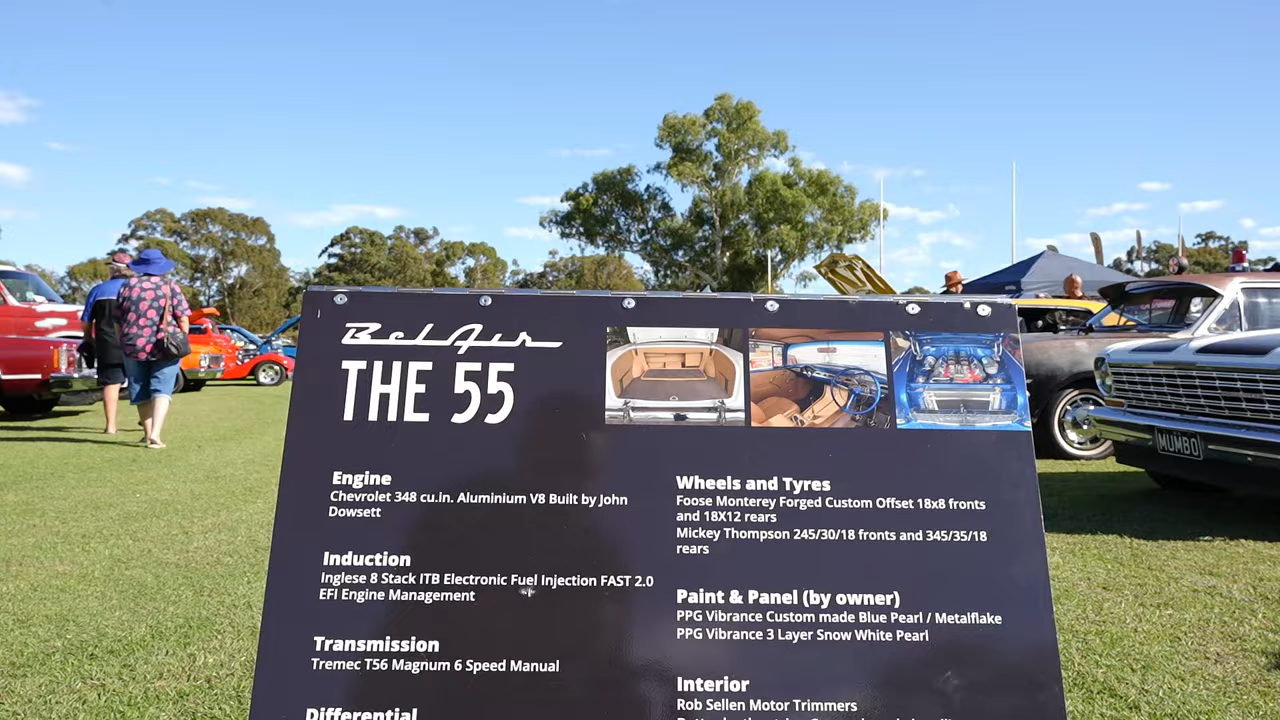 Bel Air
THE 55
Engine
Chevrolet 348 cu.in. Aluminium V8 Built by John
Dowsett
Induction
Inglese 8 Stack ITB Electronic Fuel Injection FAST 2.0
EFI Engine Management
Transmission
Tremec T56 Magnum 6 Speed Manual
Differential
Wheels and Tyres
Foose Monterey Forged Custom Offset 18x8 fronts
and 18X12 rears
Mickey Thompson 245/30/18 fronts and 345/35/18
rears
Paint & Panel (by owner)
PPG Vibrance Custom made Blue Pearl / Metalflake
PPG Vibrance 3 Layer Snow White Pearl
Interior
Rob Sellen Motor Trimmers
MUMBO